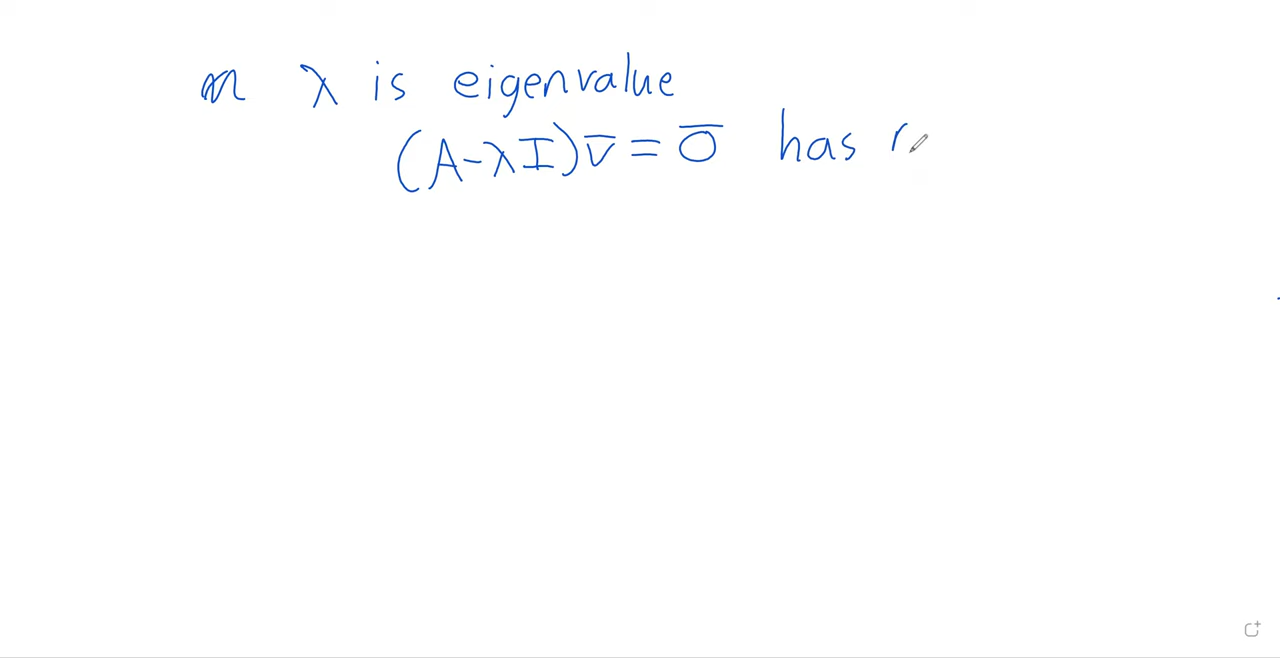 λ is eigenvalue
(A-λI)v̄ = 0̄ has